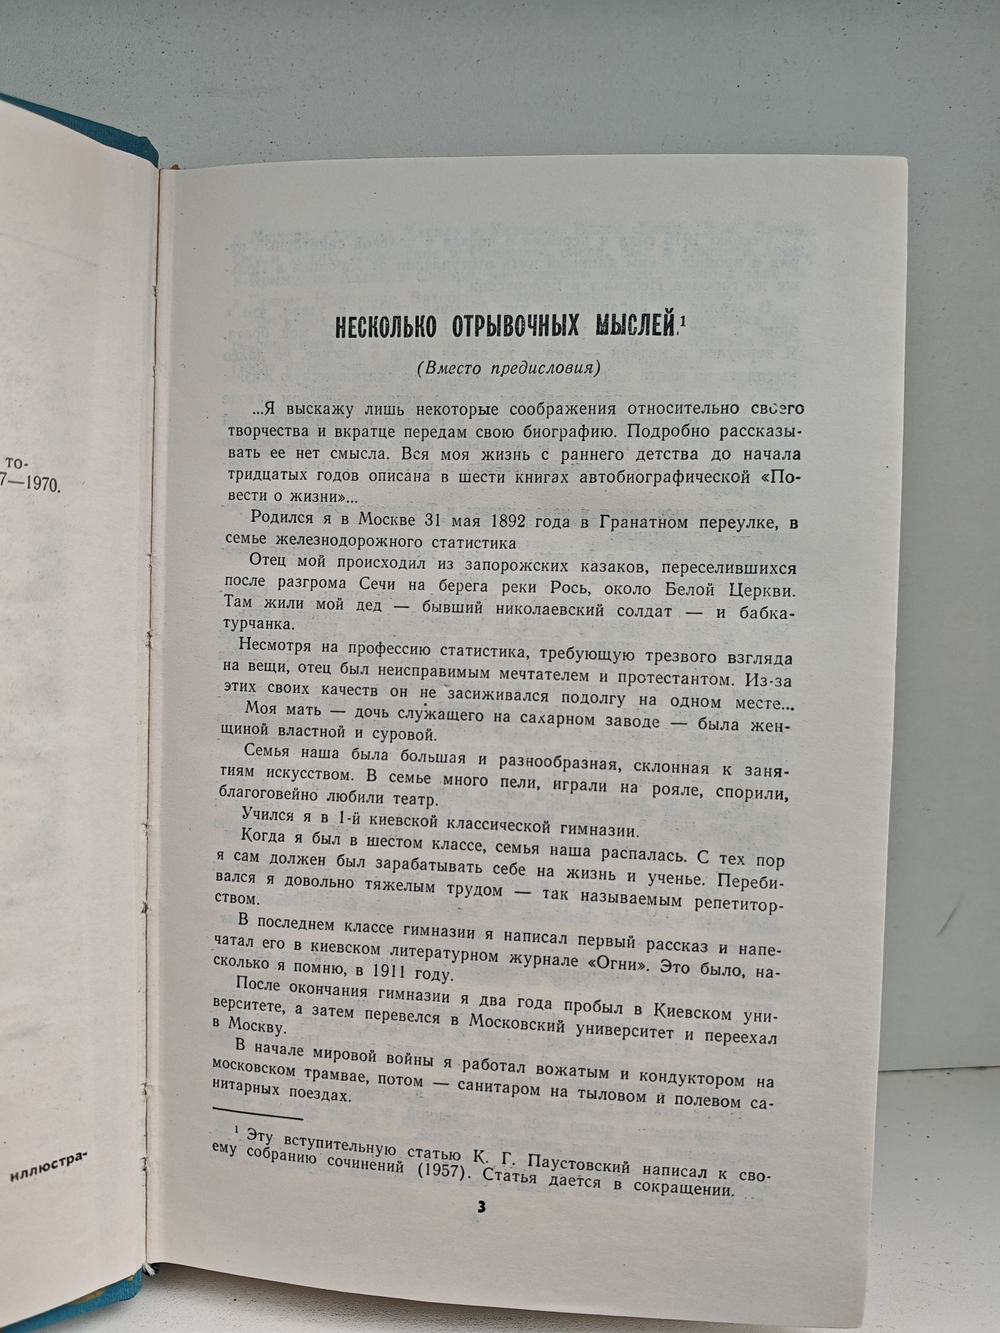 то-
7—1970.
иллюстра-
НЕСКОЛЬКО ОТРЫВОЧНЫХ МЫСЛЕЙ.¹
(Вместо предисловия)
...Я выскажу лишь некоторые соображения относительно своего
творчества и вкратце передам свою биографию. Подробно рассказы-
вать ее нет смысла. Вся моя жизнь с раннего детства до начала
тридцатых годов описана в шести книгах автобиографической «По-
вести о жизни»...
Родился я в Москве 31 мая 1892 года в Гранатном переулке, в
семье железнодорожного статистика
Отец мой происходил из запорожских казаков, переселившихся
после разгрома Сечи на берега реки Рось, около Белой Церкви.
Там жили мой дед — бывший николаевский солдат — и бабка-
турчанка.
Несмотря на профессию статистика, требующую трезвого взгляда
на вещи, отец был неисправимым мечтателем и протестантом. Из-за
этих своих качеств он не засиживался подолгу на одном месте...
Моя мать — дочь служащего на сахарном заводе — была жен-
щиной властной и суровой.
Семья наша была большая и разнообразная, склонная к заня-
тиям искусством. В семье много пели, играли на рояле, спорили,
благоговейно любили театр.
Учился я в 1-й киевской классической гимназии.
Когда я был в шестом классе, семья наша распалась. С тех пор
я сам должен был зарабатывать себе на жизнь и ученье. Переби-
вался я довольно тяжелым трудом — так называемым репетитор-
ством.
В последнем классе гимназии я написал первый рассказ и напе-
чатал его в киевском литературном журнале «Огни». Это было, на-
сколько я помню, в 1911 году.
После окончания гимназии я два года пробыл в Киевском уни-
верситете, а затем перевелся в Московский университет и переехал
в Москву.
В начале мировой войны я работал вожатым и кондуктором на
московском трамвае, потом — санитаром на тыловом и полевом са-
нитарных поездах.
¹ Эту вступительную статью К. Г. Паустовский написал к сво-
ему собранию сочинений (1957). Статья дается в сокращении.
3